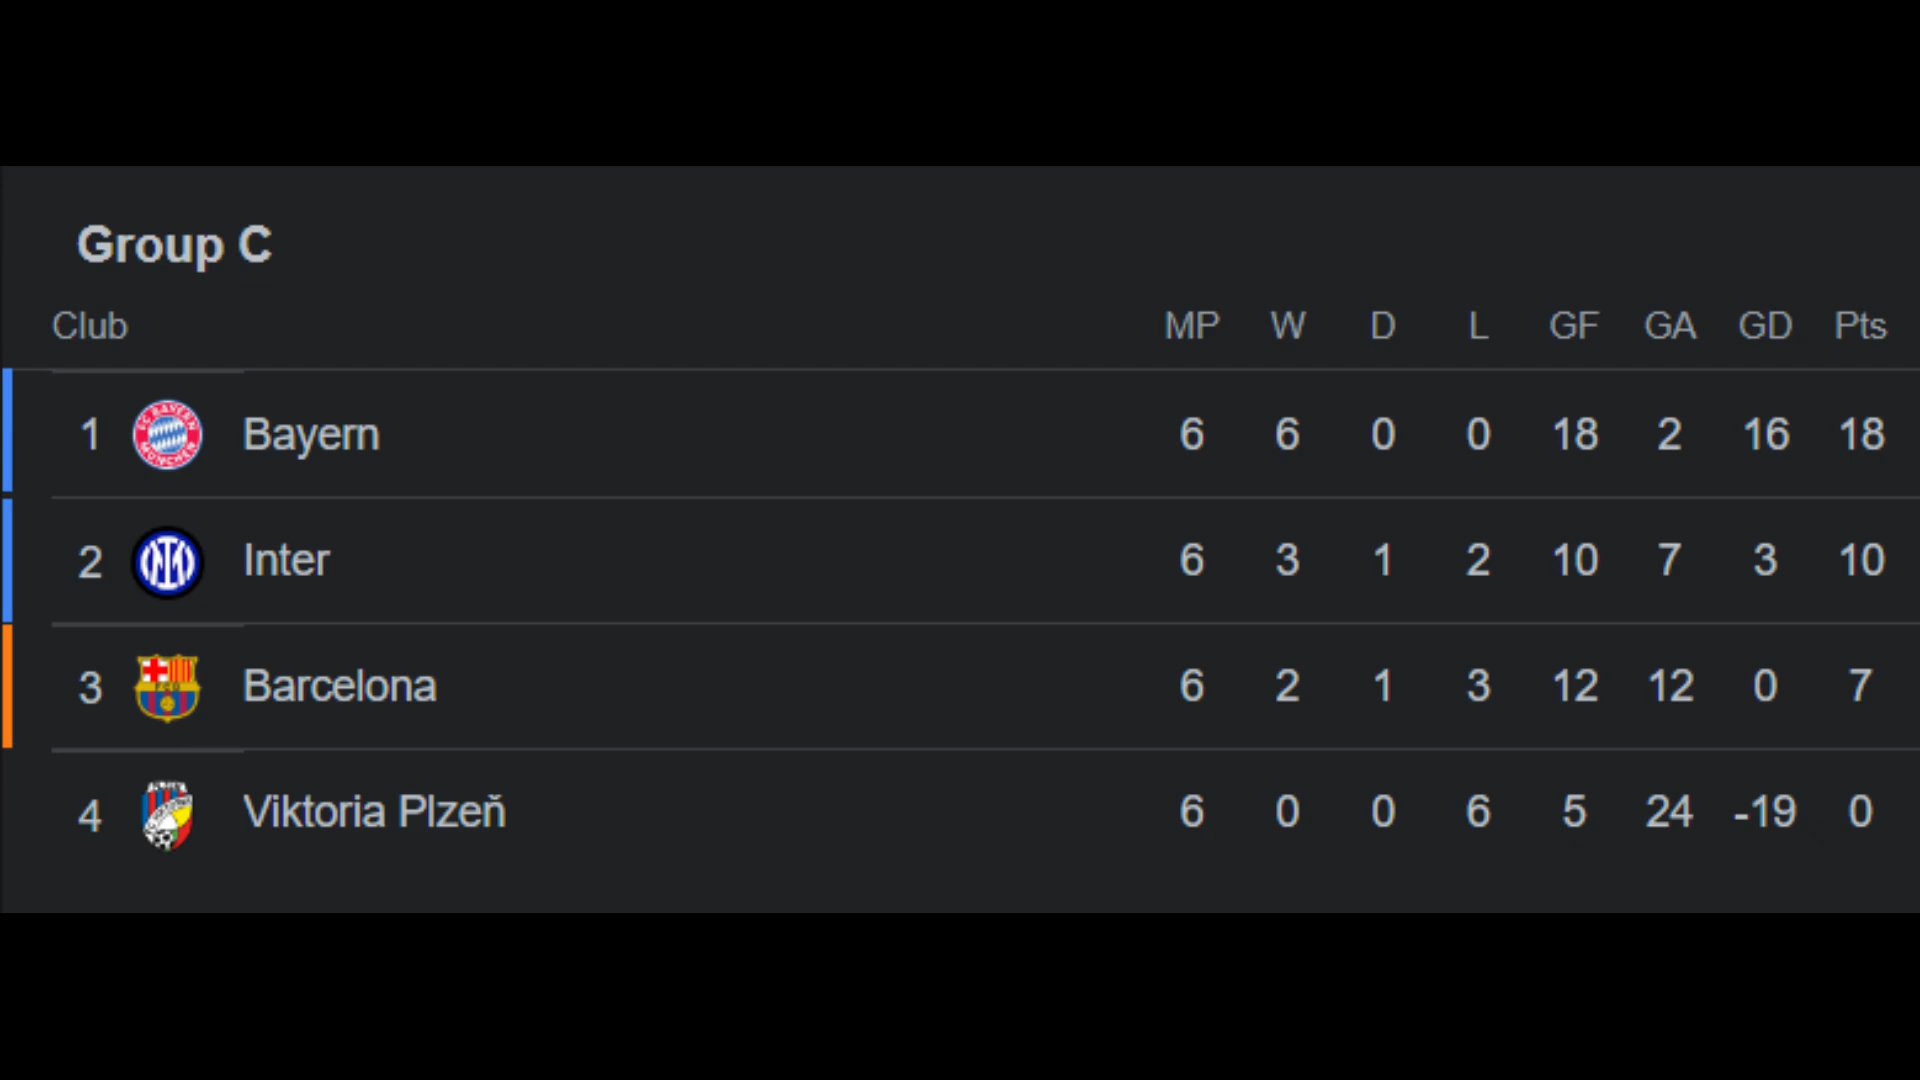 Group C
Club MP W D L GF GA GD Pts
1 Bayern 6 6 0 0 18 2 16 18
2 Inter 6 3 1 2 10 7 3 10
3 Barcelona 6 2 1 3 12 12 0 7
4 Viktoria Plzeň 6 0 0 6 5 24 -19 0